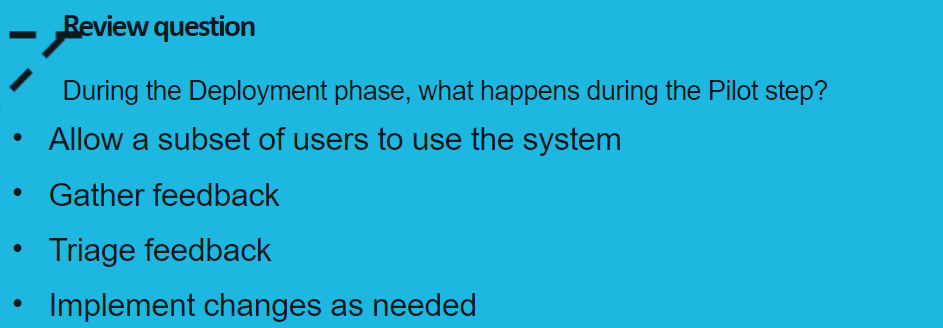 Review question
During the Deployment phase, what happens during the Pilot step?
• Allow a subset of users to use the system
• Gather feedback
• Triage feedback
• Implement changes as needed